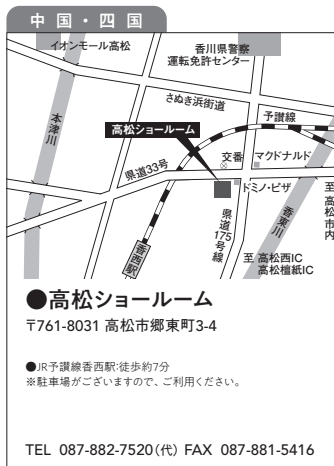 中国・四国
イオンモール高松
香川県警察
運転免許センター
さぬき浜街道
本津川
予讃線
高松ショールーム
交番
マクドナルド
県道33号
ドミノ・ピザ
至高松市内
香西駅
県道175号線
香東川
至 高松西IC
高松檀紙IC
●高松ショールーム
〒761-8031 高松市郷東町3-4
●JR予讃線香西駅:徒歩約7分
※駐車場がございますので、ご利用ください。
TEL 087-882-7520(代) FAX 087-881-5416